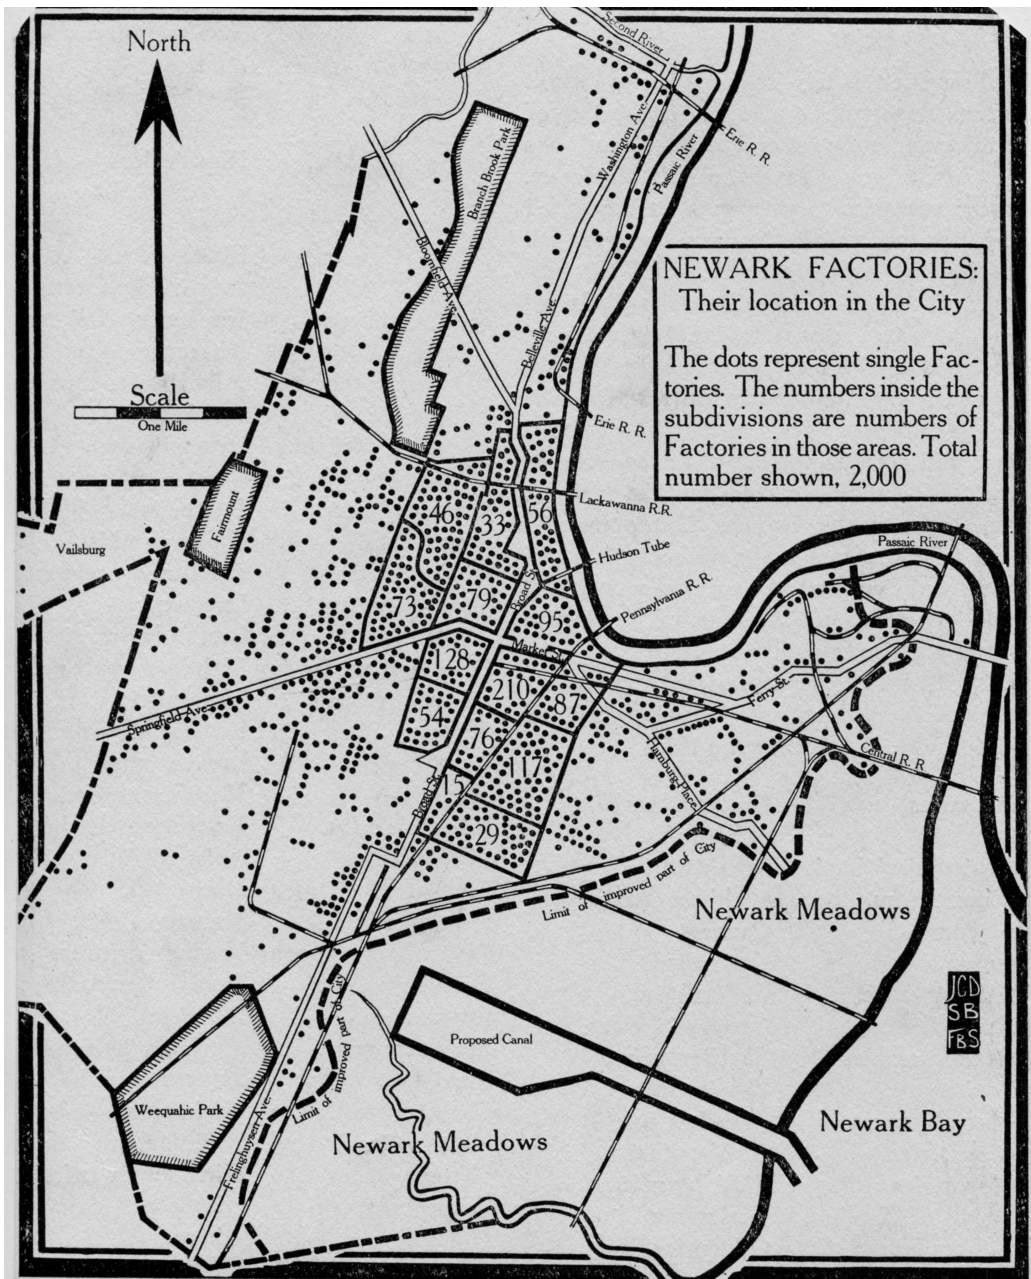 North
Second River
Washington Ave.
Erie R. R.
Passaic River
Branch Brook Park
Bloomfield Ave.
Belleville Ave.
NEWARK FACTORIES:
Their location in the City
The dots represent single Fac-
tories. The numbers inside the
subdivisions are numbers of
Factories in those areas. Total
number shown, 2,000
Scale
One Mile
Erie R. R.
Lackawanna R.R.
Fairmount
Vailsburg
46
33
56
Passaic River
Hudson Tube
Pennsylvania R. R.
73
79
Broad St.
95
Market St.
128
210
87
Ferry St.
Springfield Ave.
54
76
117
Hamburg Place
Central R. R
Broad St.
15
29
Limit of improved part of City
Newark Meadows
Limit of improved part of City
Proposed Canal
JCD
SB
FBS
Weequahic Park
Frelinghuysen Ave.
Newark Meadows
Newark Bay